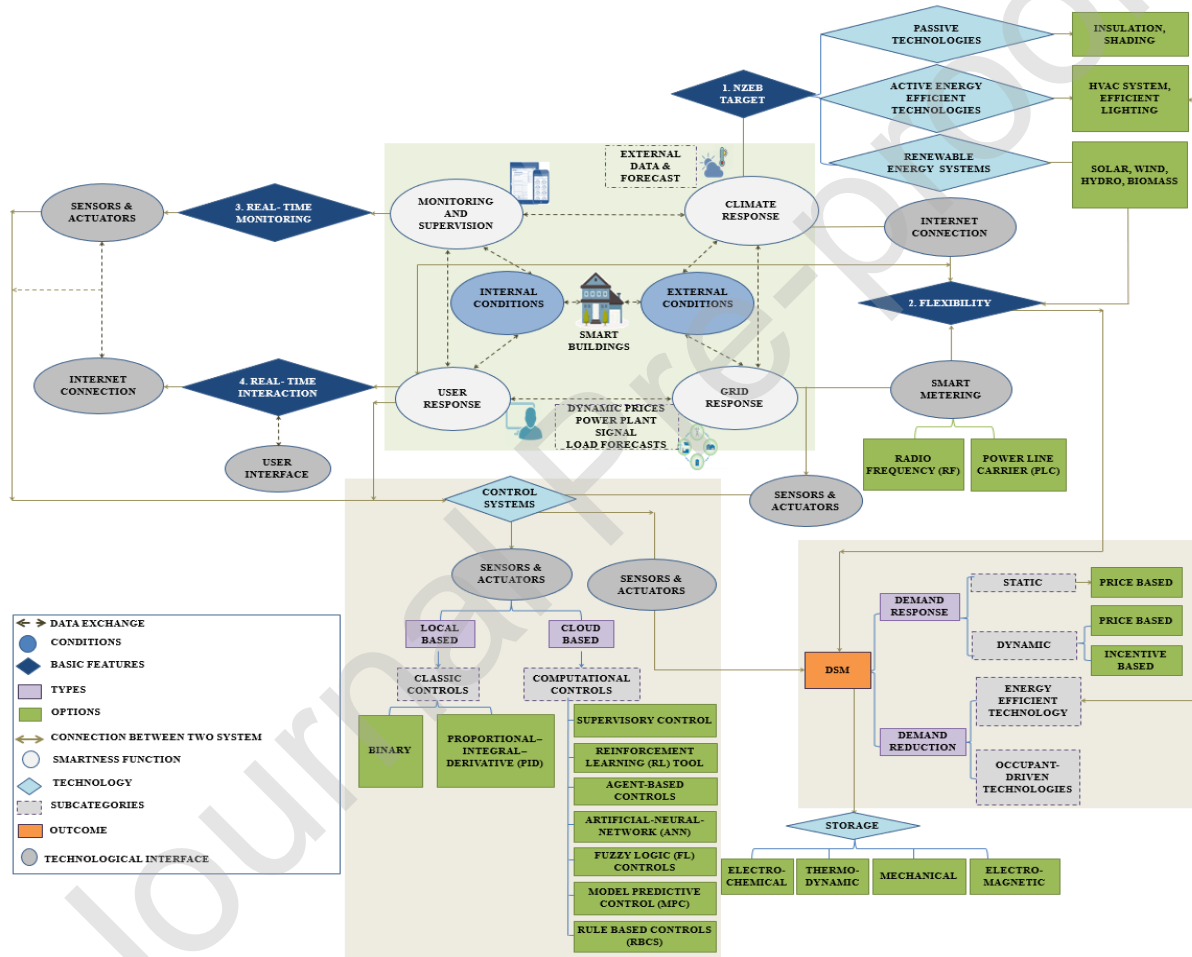 PASSIVE
TECHNOLOGIES
INSULATION,
SHADING
1. NZEB
TARGET
ACTIVE ENERGY
EFFICIENT
TECHNOLOGIES
HVAC SYSTEM,
EFFICIENT
LIGHTING
RENEWABLE
ENERGY SYSTEMS
SOLAR, WIND,
HYDRO, BIOMASS
EXTERNAL
DATA &
FORECAST
SENSORS &
ACTUATORS
3. REAL- TIME
MONITORING
MONITORING
AND
SUPERVISION
CLIMATE
RESPONSE
INTERNET
CONNECTION
INTERNAL
CONDITIONS
EXTERNAL
CONDITIONS
SMART
BUILDINGS
2. FLEXIBILITY
INTERNET
CONNECTION
4. REAL- TIME
INTERACTION
USER
RESPONSE
GRID
RESPONSE
SMART
METERING
DYNAMIC PRICES
POWER PLANT
SIGNAL
LOAD FORECASTS
USER
INTERFACE
RADIO
FREQUENCY (RF)
POWER LINE
CARRIER (PLC)
CONTROL
SYSTEMS
SENSORS &
ACTUATORS
SENSORS &
ACTUATORS
SENSORS &
ACTUATORS
LOCAL
BASED
CLOUD
BASED
CLASSIC
CONTROLS
COMPUTATIONAL
CONTROLS
BINARY
PROPORTIONAL–
INTEGRAL–
DERIVATIVE (PID)
SUPERVISORY CONTROL
REINFORCEMENT
LEARNING (RL) TOOL
AGENT-BASED
CONTROLS
ARTIFICIAL-NEURAL-
NETWORK (ANN)
FUZZY LOGIC (FL)
CONTROLS
MODEL PREDICTIVE
CONTROL (MPC)
RULE BASED CONTROLS
(RBCS)
DSM
DEMAND
RESPONSE
STATIC
PRICE BASED
DYNAMIC
PRICE
BASED
INCENTIVE
BASED
DEMAND
REDUCTION
ENERGY
EFFICIENT
TECHNOLOGY
OCCUPANT-
DRIVEN
TECHNOLOGIES
STORAGE
ELECTRO-
CHEMICAL
THERMO-
DYNAMIC
MECHANICAL
ELECTRO-
MAGNETIC
DATA EXCHANGE
CONDITIONS
BASIC FEATURES
TYPES
OPTIONS
CONNECTION BETWEEN TWO SYSTEM
SMARTNESS FUNCTION
TECHNOLOGY
SUBCATEGORIES
OUTCOME
TECHNOLOGICAL INTERFACE
Journal Pre-proo